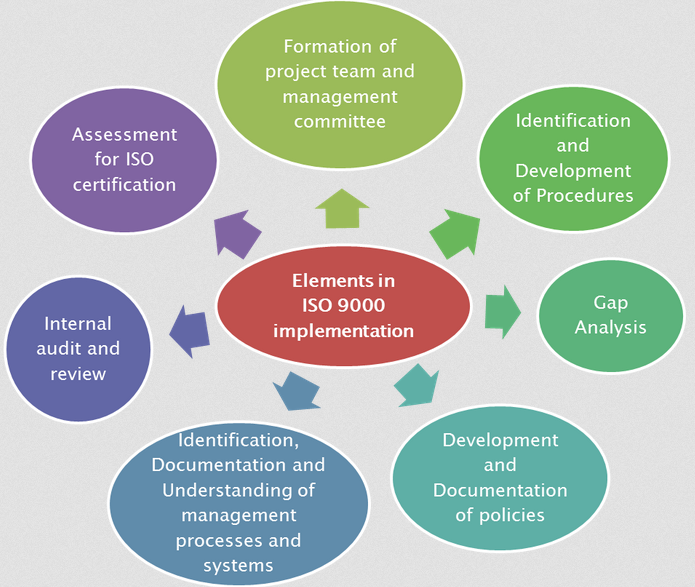 Formation of
project team and
management
committee
Identification
and
Development
of Procedures
Gap
Analysis
Development
and
Documentation
of policies
Identification,
Documentation and
Understanding of
management
processes and
systems
Internal
audit and
review
Assessment
for ISO
certification
Elements in
ISO 9000
implementation